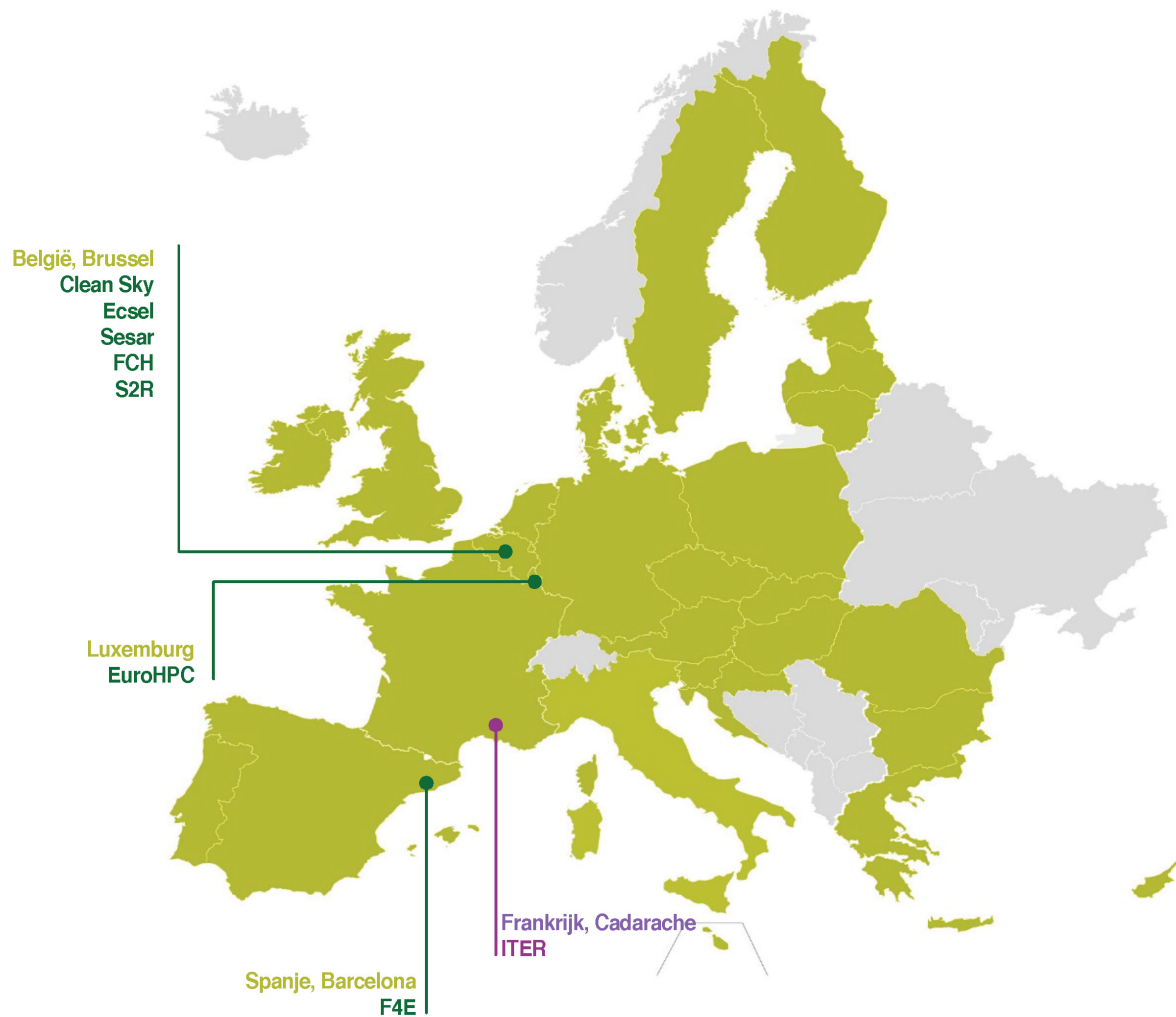 België, Brussel
Clean Sky
Ecsel
Sesar
FCH
S2R
Luxemburg
EuroHPC
Frankrijk, Cadarache
ITER
Spanje, Barcelona
F4E